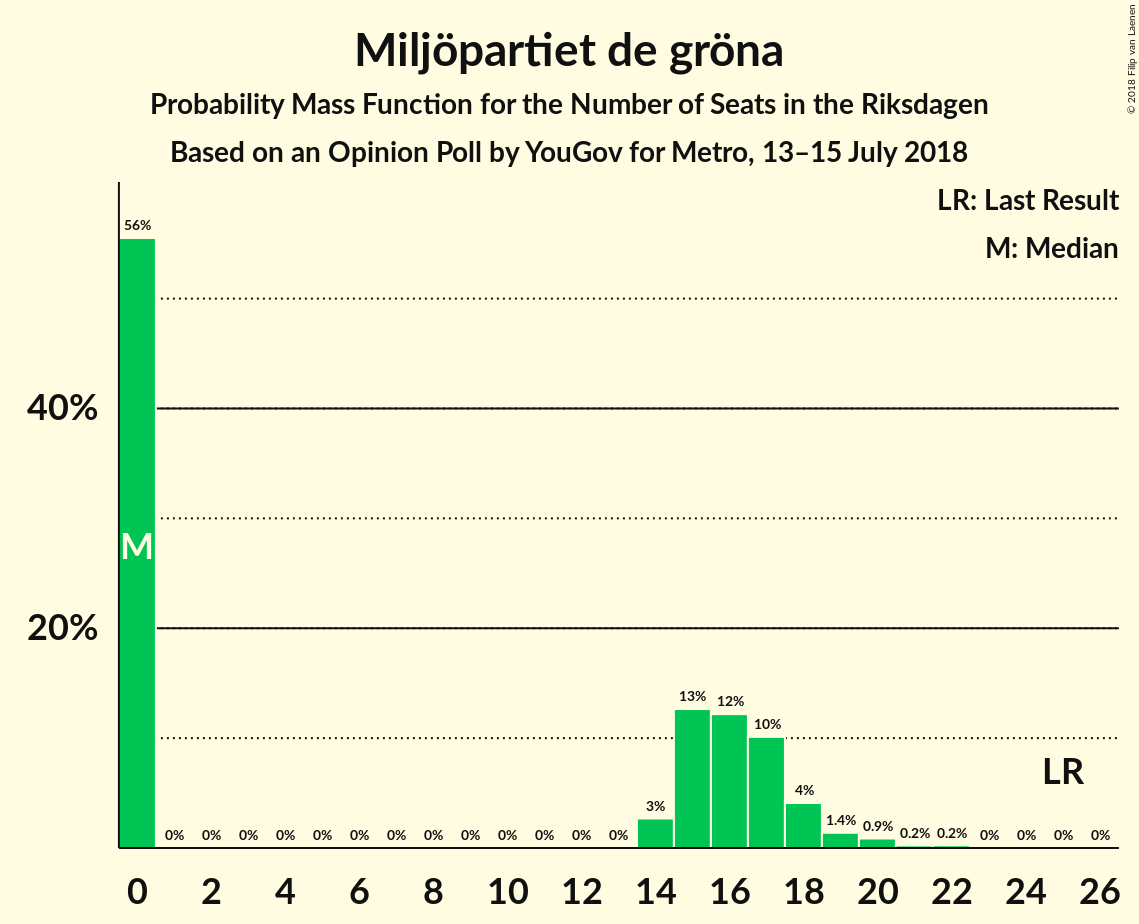 Miljöpartiet de gröna
Probability Mass Function for the Number of Seats in the Riksdagen
Based on an Opinion Poll by YouGov for Metro, 13–15 July 2018
© 2018 Filip van Laenen
LR: Last Result
M: Median
56%
40%
M
20%
13%
12%
10%
LR
4%
3%
1.4%
0.9%
0.2%
0.2%
0% 0% 0% 0% 0% 0% 0% 0% 0% 0% 0% 0% 0% 0% 0% 0% 0%
0 2 4 6 8 10 12 14 16 18 20 22 24 26